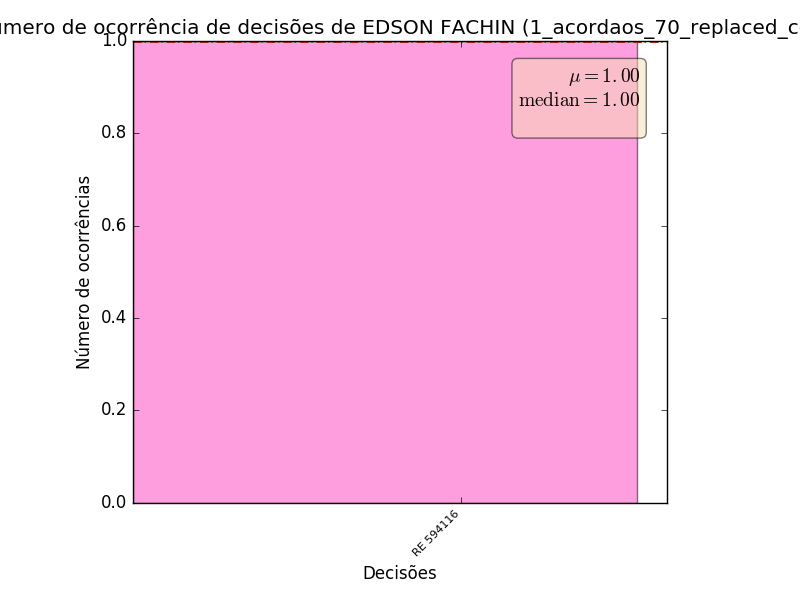 úmero de ocorrência de decisões de EDSON FACHIN (1_acordaos_70_replaced_c
μ = 1.00
median = 1.00
1.0
0.8
0.6
0.4
0.2
0.0
Número de ocorrências
RE 594116
Decisões